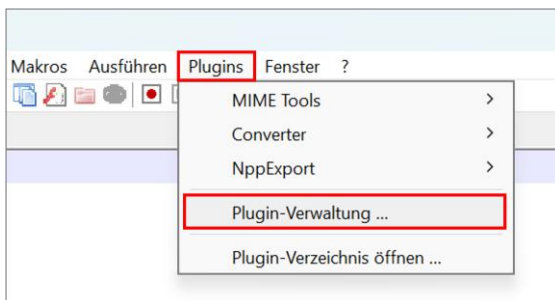 Makros Ausführen Plugins Fenster ?
MIME Tools >
Converter >
NppExport >
Plugin-Verwaltung ...
Plugin-Verzeichnis öffnen ...